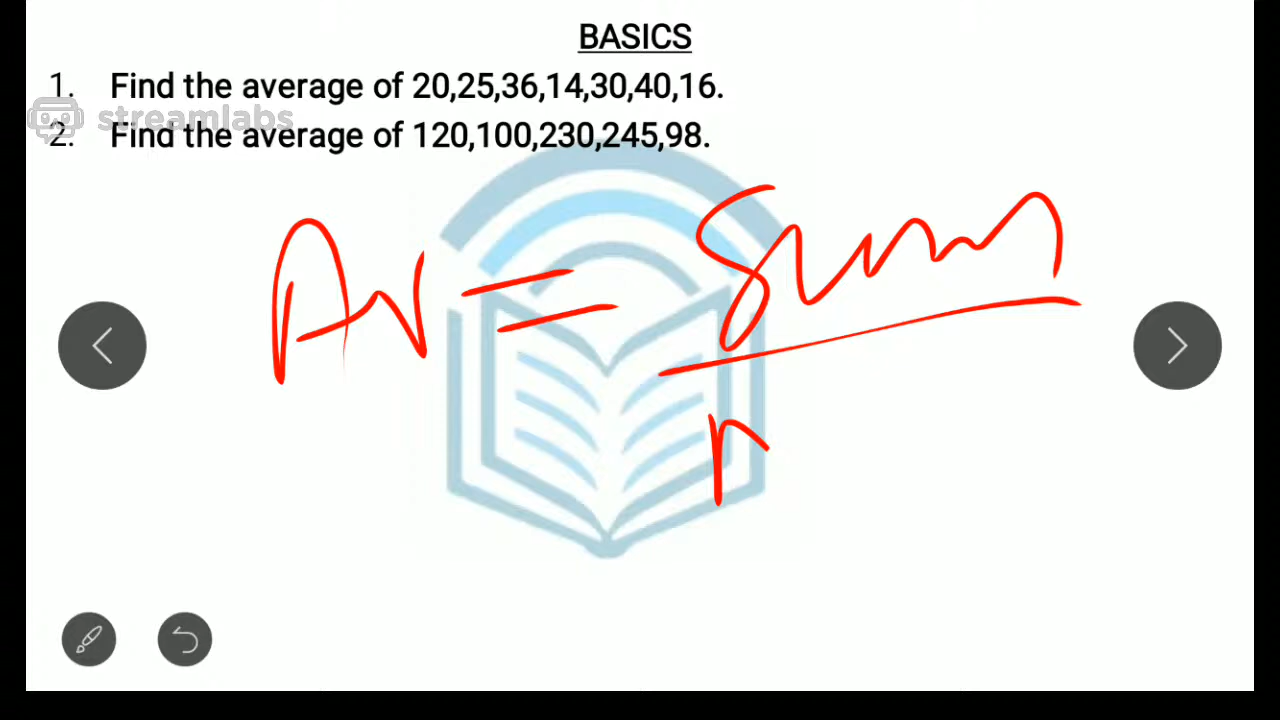 BASICS
1. Find the average of 20,25,36,14,30,40,16.
streamlabs
2. Find the average of 120,100,230,245,98.
Av = Sum
n